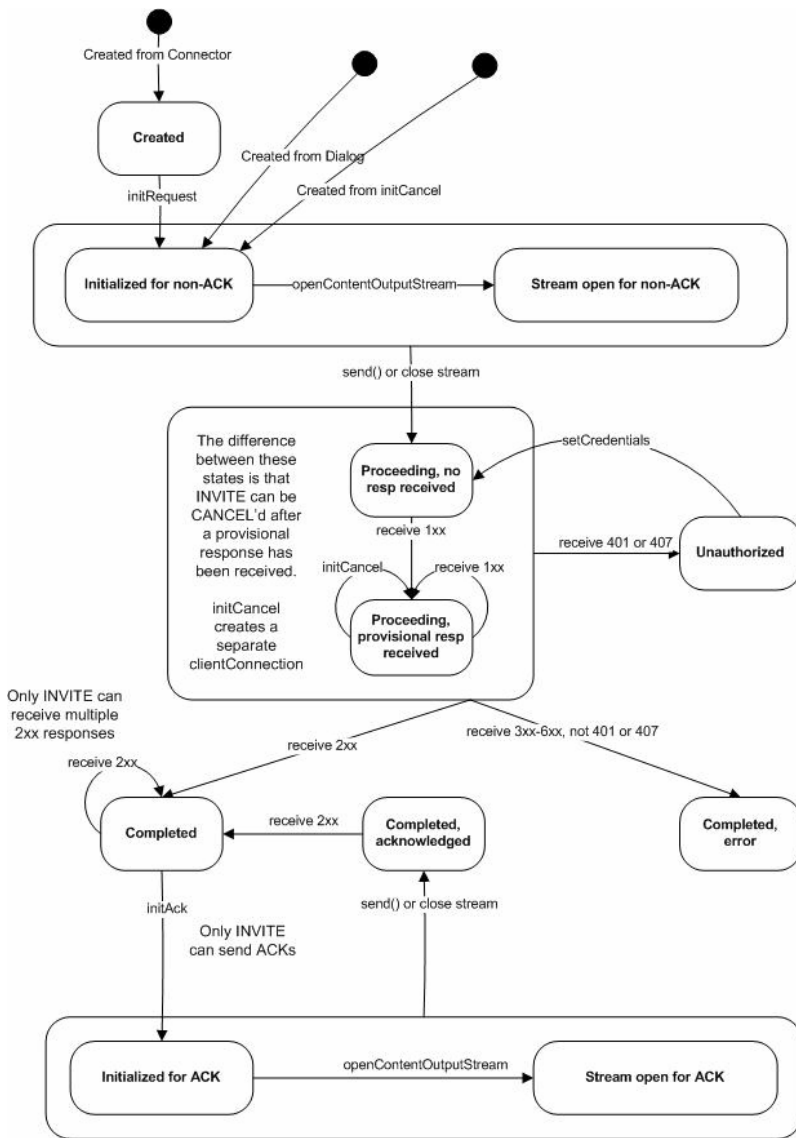 Created from Connector
Created
Created from Dialog
initRequest
Created from initCancel
Initialized for non-ACK
openContentOutputStream
Stream open for non-ACK
send() or close stream
The difference
between these
states is that
INVITE can be
CANCEL'd after
a provisional
response has
been received.
initCancel
creates a
separate
clientConnection
Proceeding, no
resp received
setCredentials
receive 1xx
receive 401 or 407
Unauthorized
initCancel
receive 1xx
Proceeding,
provisional resp
received
Only INVITE can
receive multiple
2xx responses
receive 2xx
receive 3xx-6xx, not 401 or 407
receive 2xx
Completed
receive 2xx
Completed,
acknowledged
Completed,
error
initAck
send() or close stream
Only INVITE
can send ACKs
Initialized for ACK
openContentOutputStream
Stream open for ACK